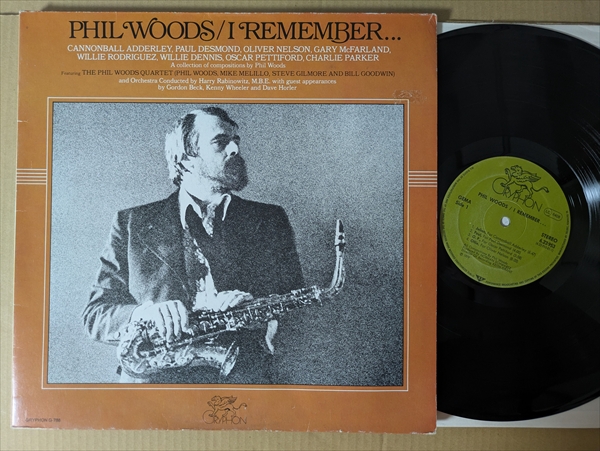 PHIL WOODS/I REMEMBER...
CANNONBALL ADDERLEY, PAUL DESMOND, OLIVER NELSON, GARY McFARLAND,
WILLIE RODRIGUEZ, WILLIE DENNIS, OSCAR PETTIFORD, CHARLIE PARKER
A collection of compositions by Phil Woods
Featuring THE PHIL WOODS QUARTET (PHIL WOODS, MIKE MELILLO, STEVE GILMORE AND BILL GOODWIN)
and Orchestra Conducted by Harry Rabinowitz, M.B.E. with guest appearances
by Gordon Beck, Kenny Wheeler and Dave Horler
GRYPHON
GRYPHON
PHIL WOODS / I REMEMBER
Side 1
STEREO